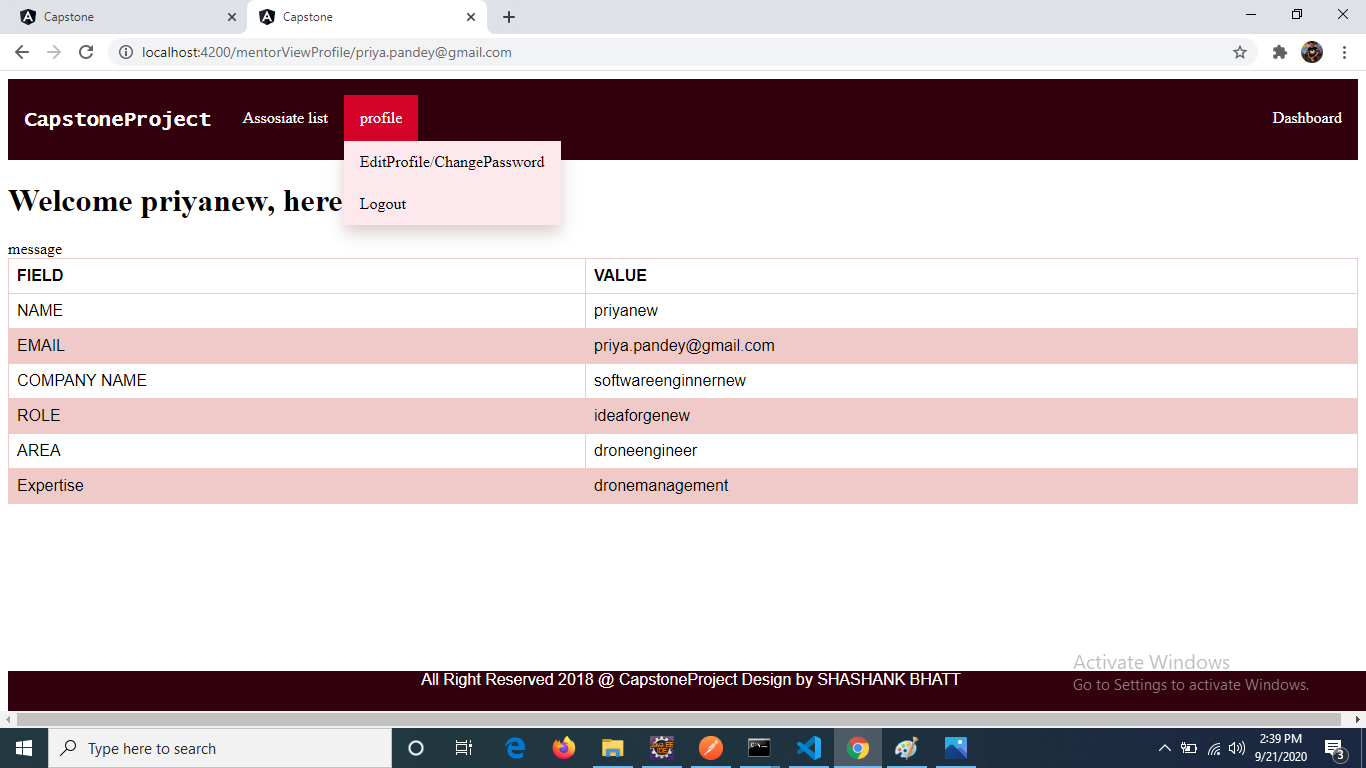 Capstone
Capstone
localhost:4200/mentorViewProfile/priya.pandey@gmail.com
CapstoneProject Assosiate list profile Dashboard
EditProfile/ChangePassword
Logout
Welcome priyanew, here
message
FIELD VALUE
NAME priyanew
EMAIL priya.pandey@gmail.com
COMPANY NAME softwareenginnernew
ROLE ideaforgenew
AREA droneengineer
Expertise dronemanagement
All Right Reserved 2018 @ CapstoneProject Design by SHASHANK BHATT
Activate Windows
Go to Settings to activate Windows.
Type here to search
2:39 PM
9/21/2020
3